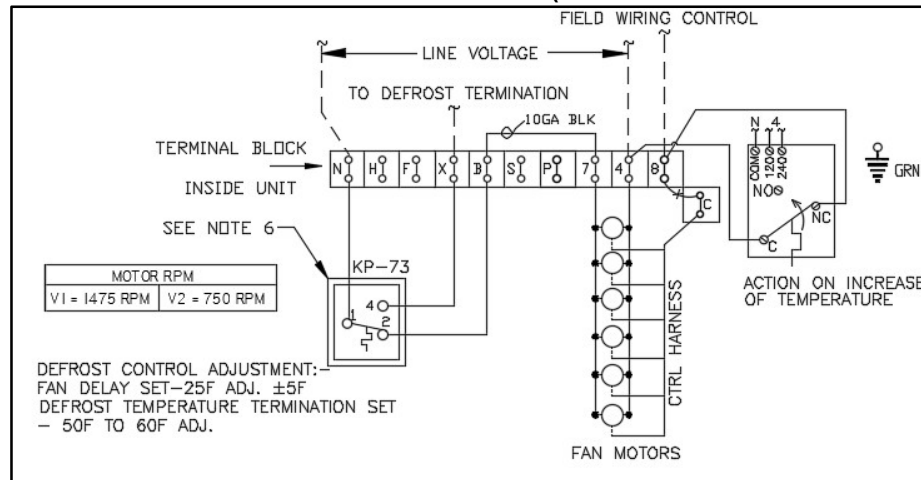 FIELD WIRING CONTROL
LINE VOLTAGE
TO DEFROST TERMINATION
10GA BLK
TERMINAL BLOCK
INSIDE UNIT
N H F X B S P 7 4 8
C
N 4
COM 120 240
NO
NC
C
GRN
ACTION ON INCREASE
OF TEMPERATURE
SEE NOTE 6
KP-73
4
1 2
MOTOR RPM
V1 = 1475 RPM V2 = 750 RPM
CTRL HARNESS
DEFROST CONTROL ADJUSTMENT:-
FAN DELAY SET-25F ADJ. ±5F
DEFROST TEMPERATURE TERMINATION SET
- 50F TO 60F ADJ.
FAN MOTORS